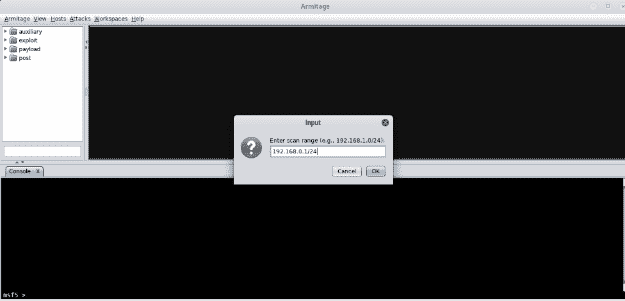 Armitage
Armitage View Hosts Attacks Workspaces Help
auxiliary
exploit
payload
post
Input
Enter scan range (e.g., 192.168.1.0/24):
192.168.0.1/24
Cancel OK
Console X
msf5 >